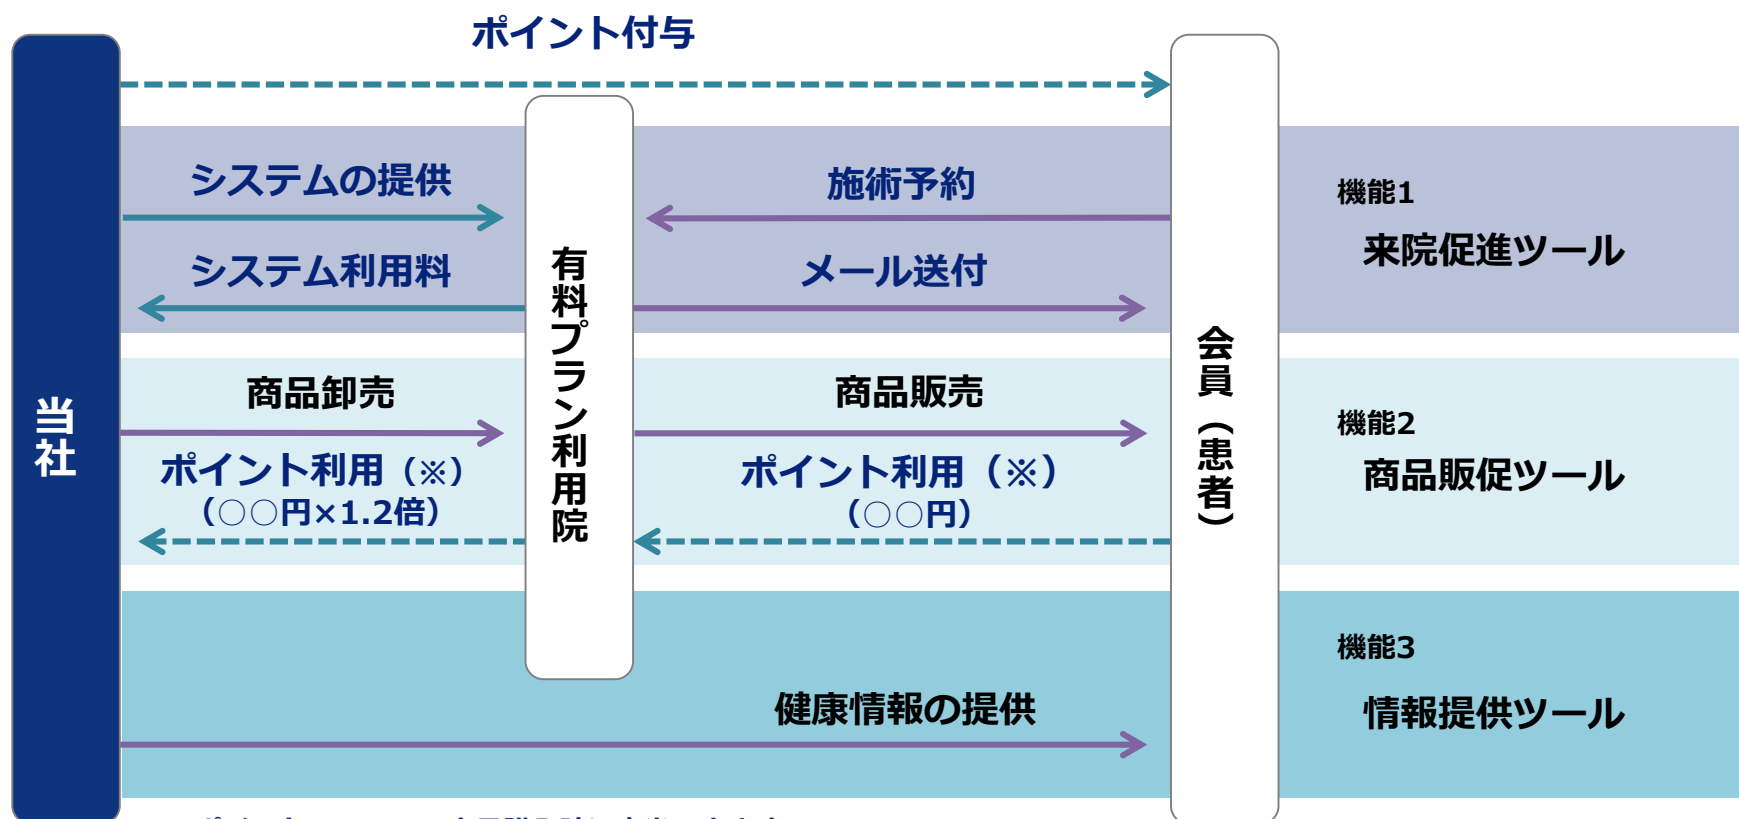 ポイント付与
当社
有料プラン利用院
会員（患者）
システムの提供
施術予約
機能1
来院促進ツール
システム利用料
メール送付
商品卸売
商品販売
機能2
商品販促ツール
ポイント利用（※）
（○○円×1.2倍）
ポイント利用（※）
（○○円）
機能3
情報提供ツール
健康情報の提供